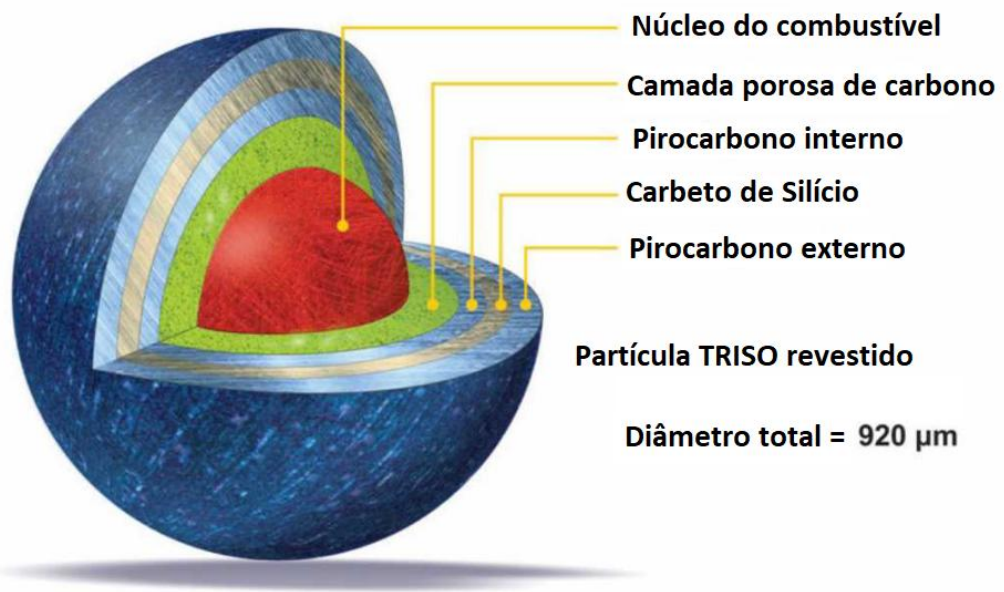 Núcleo do combustível
Camada porosa de carbono
Pirocarbono interno
Carbeto de Silício
Pirocarbono externo
Partícula TRISO revestido
Diâmetro total = 920 µm